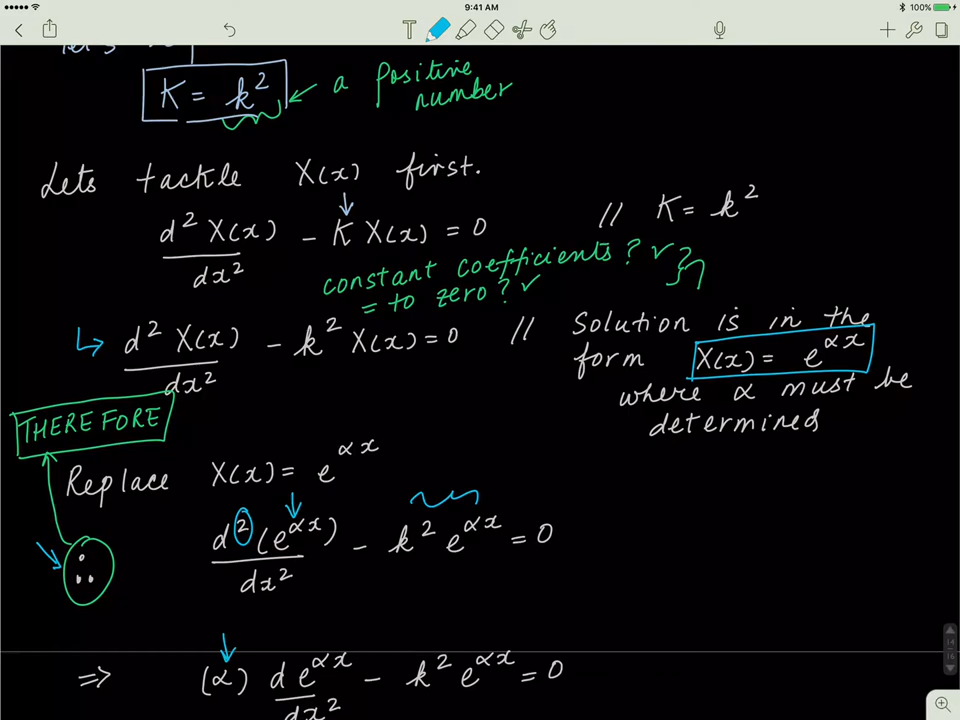 9:41 AM
100%
K = k²
a positive
number
Lets tackle X(x) first.
d² X(x)/dx² - K X(x) = 0 // K = k²
constant coefficients? ✓
= to zero? ✓
d² X(x)/dx² - k² X(x) = 0 // Solution is in the
form X(x) = e^αx
where α must be
determined
THEREFORE
Replace X(x) = e^αx
∴ d²(e^αx)/dx² - k² e^αx = 0
⇒ (α) d e^αx/dx² - k² e^αx = 0